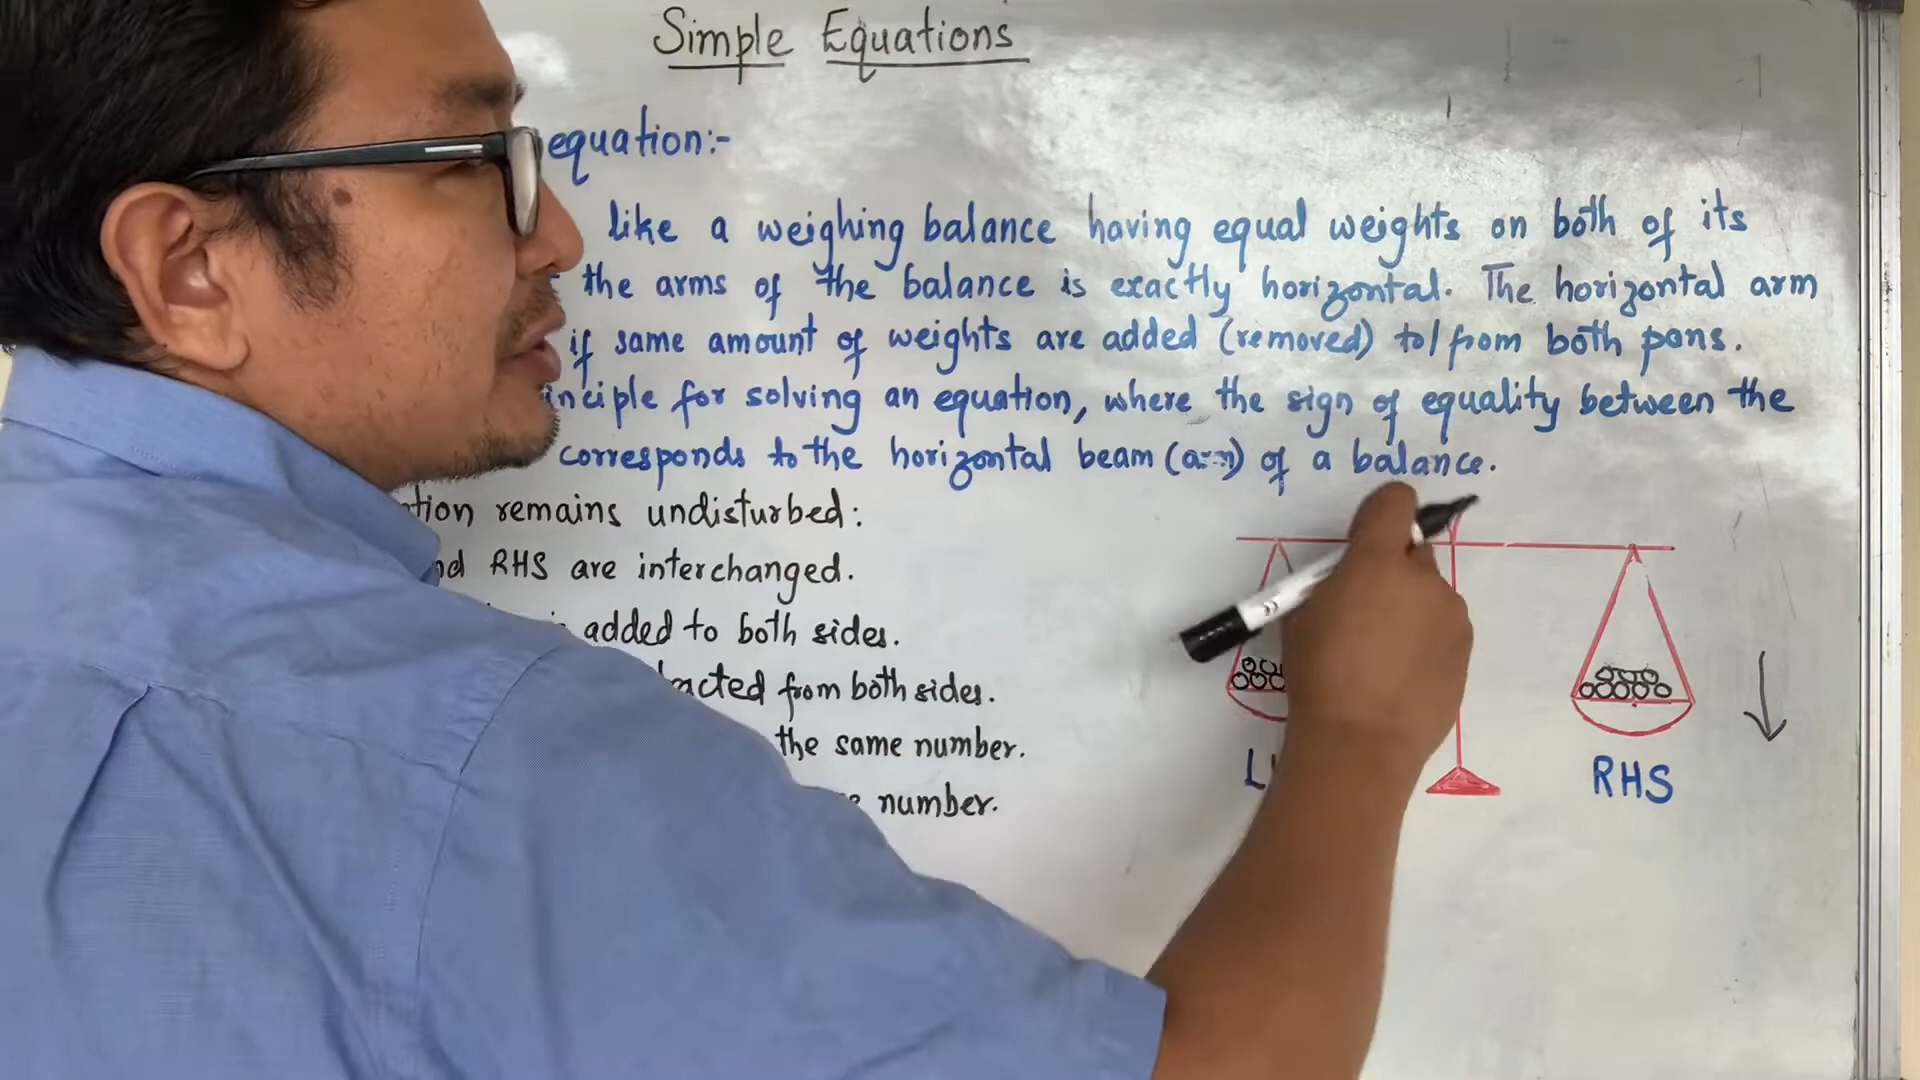 Simple Equations
equation:-
like a weighing balance having equal weights on both of its
the arms of the balance is exactly horizontal. The horizontal arm
if same amount of weights are added (removed) to/from both pans.
inciple for solving an equation, where the sign of equality between the
corresponds to the horizontal beam (arm) of a balance.
tion remains undisturbed:
nd RHS are interchanged.
added to both sides.
acted from both sides.
the same number.
number.
RHS